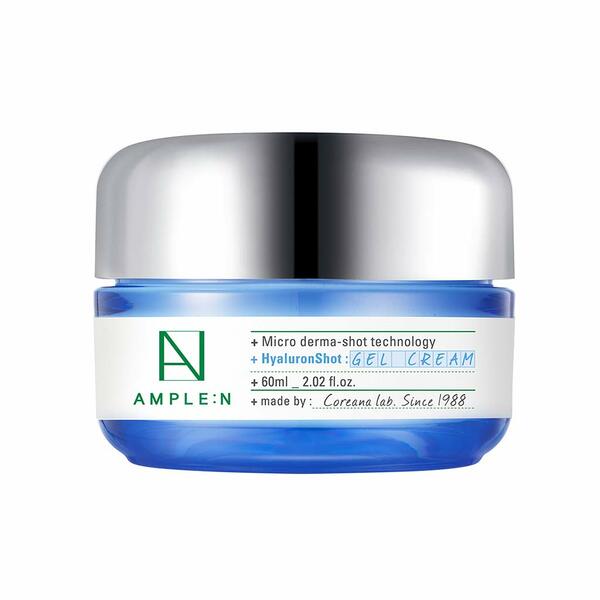 AMPLE:N
+ Micro derma-shot technology
+ HyaluronShot : GEL CREAM
+ 60ml _ 2.02 fl.oz.
+ made by : Coreana lab. Since 1988